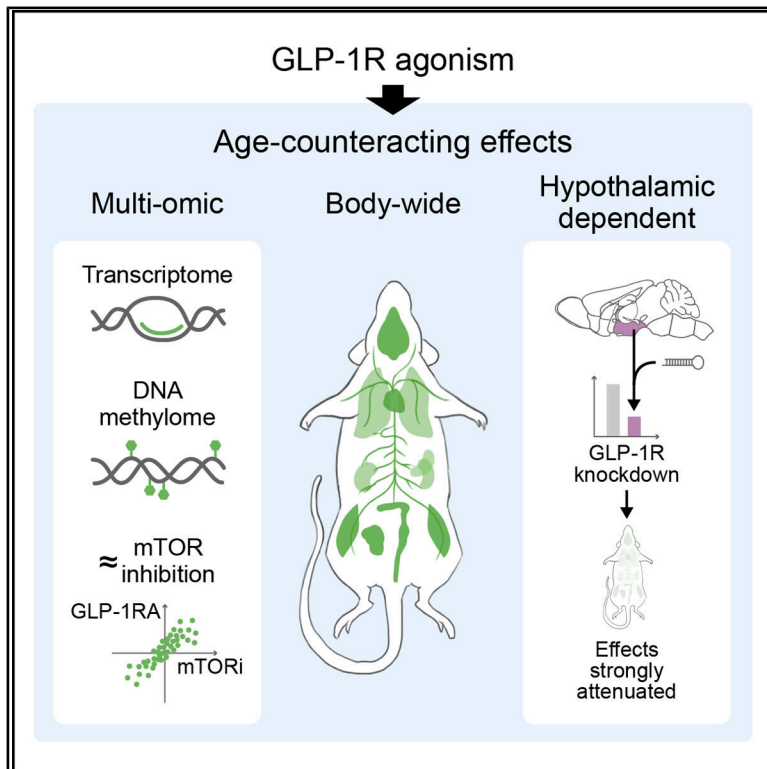 GLP-1R agonism
Age-counteracting effects
Multi-omic
Transcriptome
DNA
methylome
≈ mTOR
inhibition
GLP-1RA
mTORi
Body-wide
Hypothalamic
dependent
GLP-1R
knockdown
Effects
strongly
attenuated